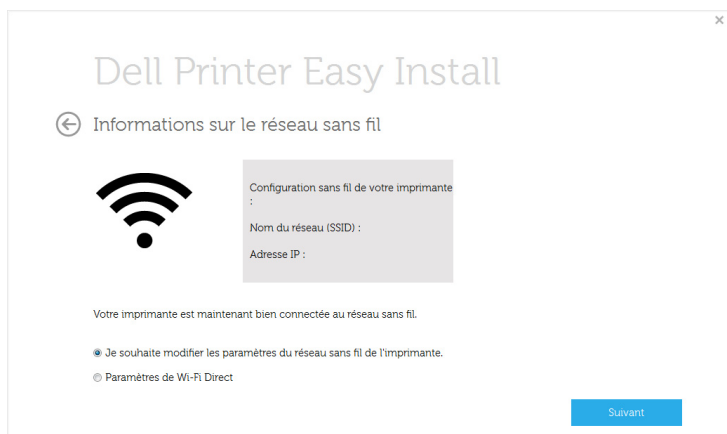 Dell Printer Easy Install
Informations sur le réseau sans fil
Configuration sans fil de votre imprimante
:
Nom du réseau (SSID) :
Adresse IP :
Votre imprimante est maintenant bien connectée au réseau sans fil.
Je souhaite modifier les paramètres du réseau sans fil de l'imprimante.
Paramètres de Wi-Fi Direct
Suivant